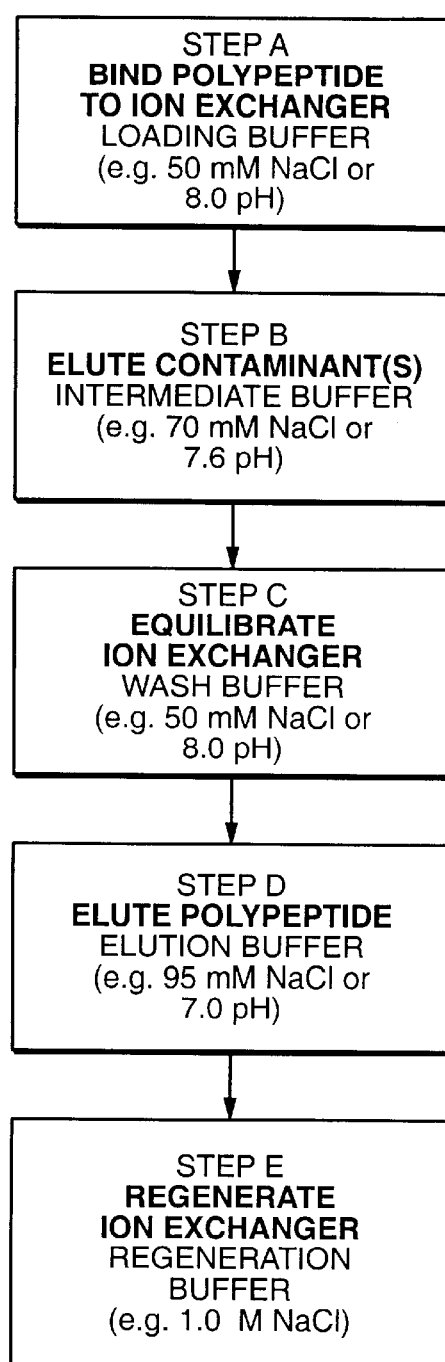 STEP A
BIND POLYPEPTIDE
TO ION EXCHANGER
LOADING BUFFER
(e.g. 50 mM NaCl or
8.0 pH)
STEP B
ELUTE CONTAMINANT(S)
INTERMEDIATE BUFFER
(e.g. 70 mM NaCl or
7.6 pH)
STEP C
EQUILIBRATE
ION EXCHANGER
WASH BUFFER
(e.g. 50 mM NaCl or
8.0 pH)
STEP D
ELUTE POLYPEPTIDE
ELUTION BUFFER
(e.g. 95 mM NaCl or
7.0 pH)
STEP E
REGENERATE
ION EXCHANGER
REGENERATION
BUFFER
(e.g. 1.0 M NaCl)